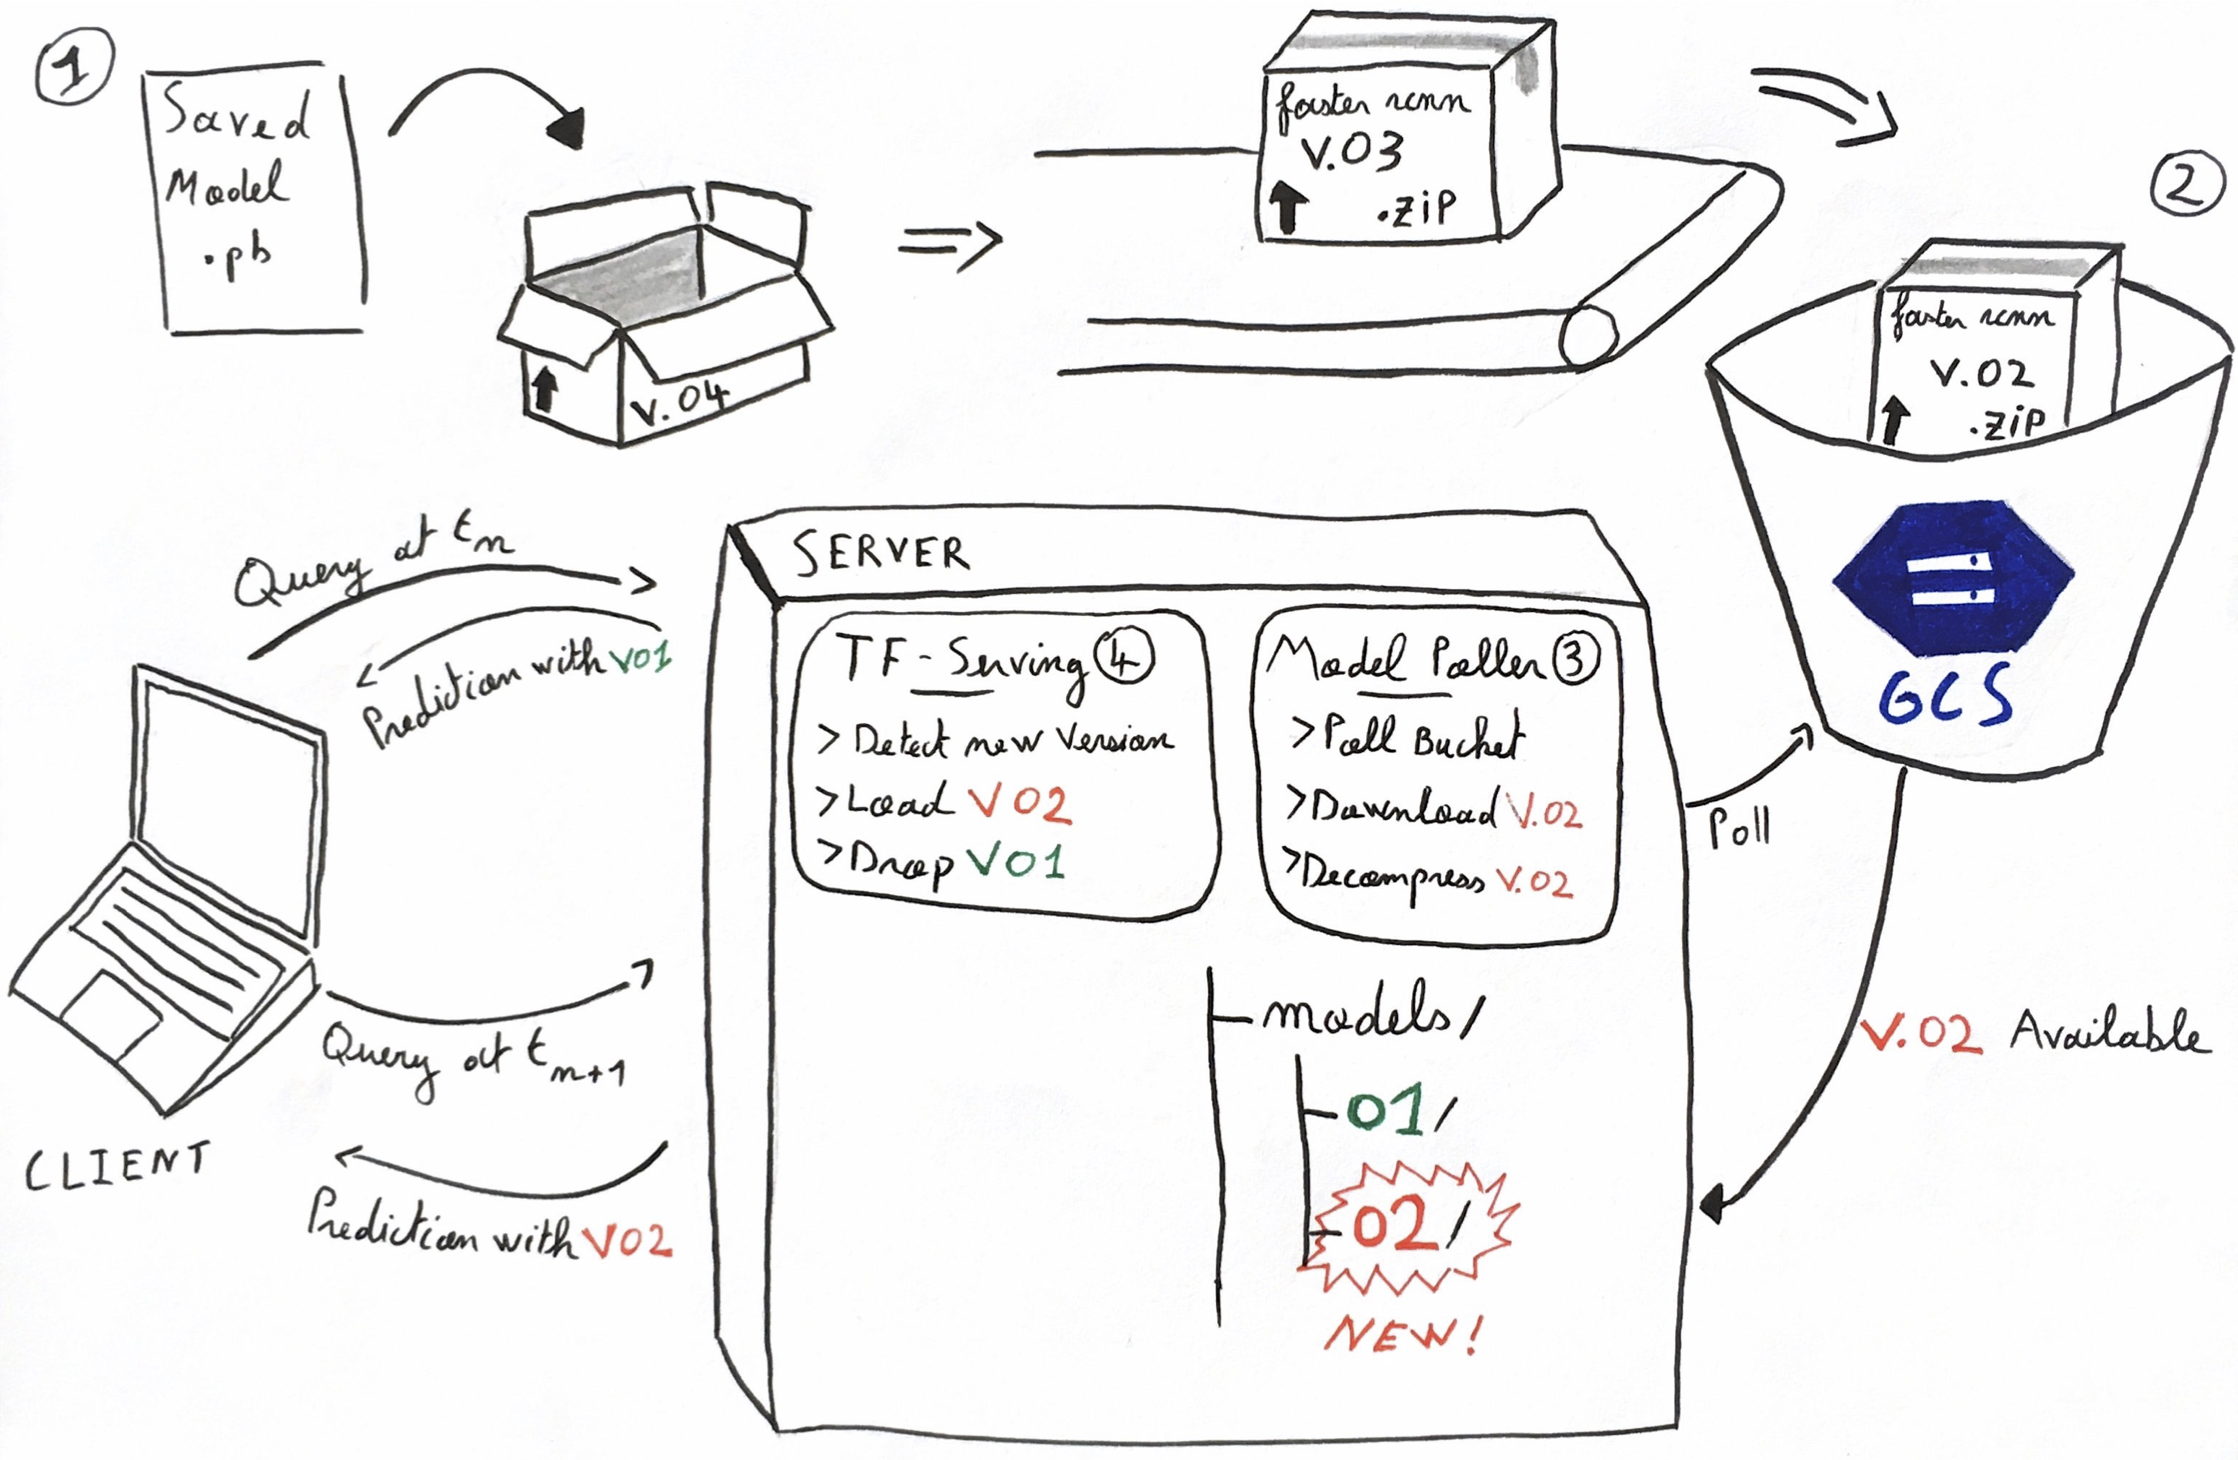 1
Saved
Model
.pb
V.04
faster rcnn
V.03
.zip
2
faster rcnn
V.02
.zip
GCS
Query at tn
Prediction with V01
CLIENT
Query at tn+1
Prediction with V02
SERVER
TF-Serving 4
> Detect new Version
> Load V02
> Drop V01
Model Poller 3
> Poll Bucket
> Download V.02
> Decompress V.02
models/
01/
02/
NEW!
Poll
V.02 Available